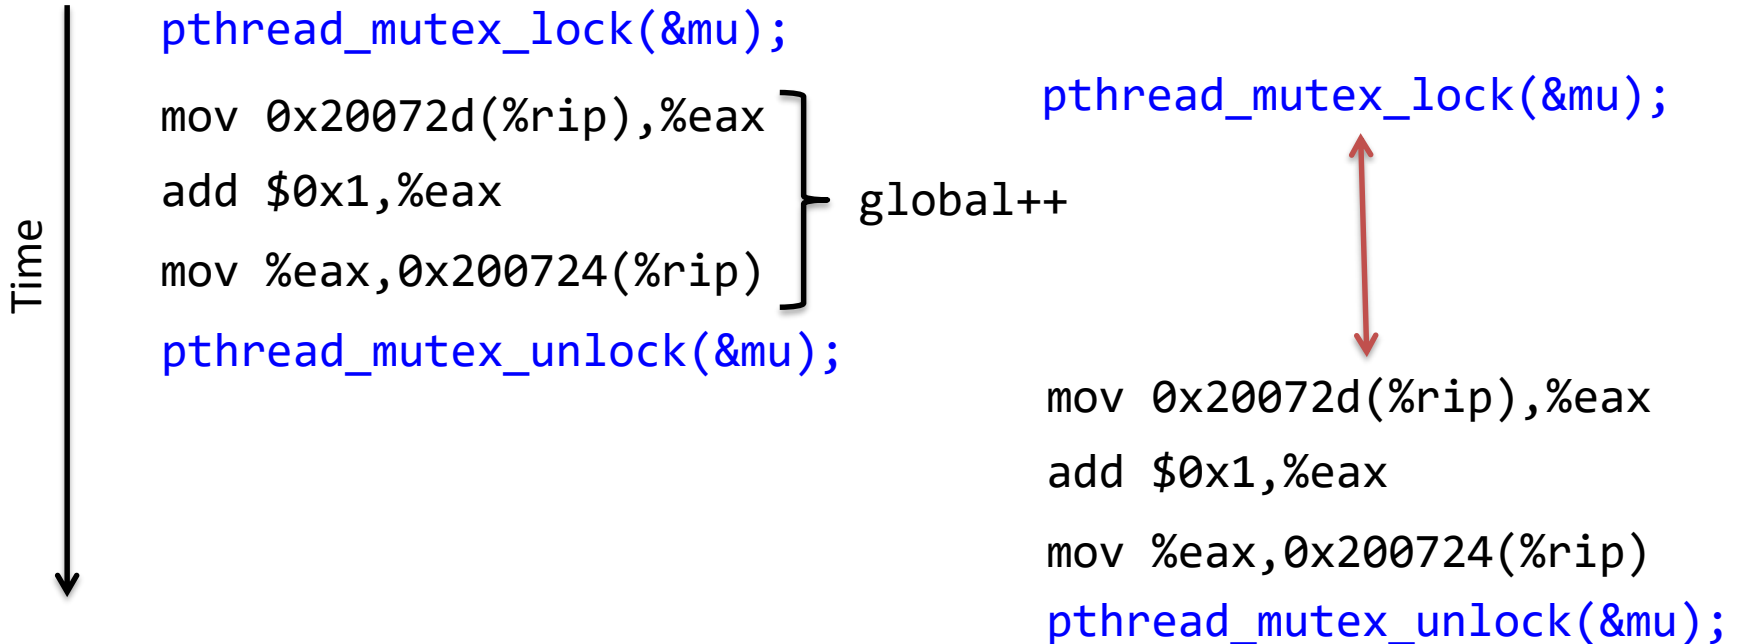 pthread_mutex_lock(&mu);
mov 0x20072d(%rip),%eax
add $0x1,%eax
mov %eax,0x200724(%rip)
pthread_mutex_unlock(&mu);
global++
Time
pthread_mutex_lock(&mu);
mov 0x20072d(%rip),%eax
add $0x1,%eax
mov %eax,0x200724(%rip)
pthread_mutex_unlock(&mu);